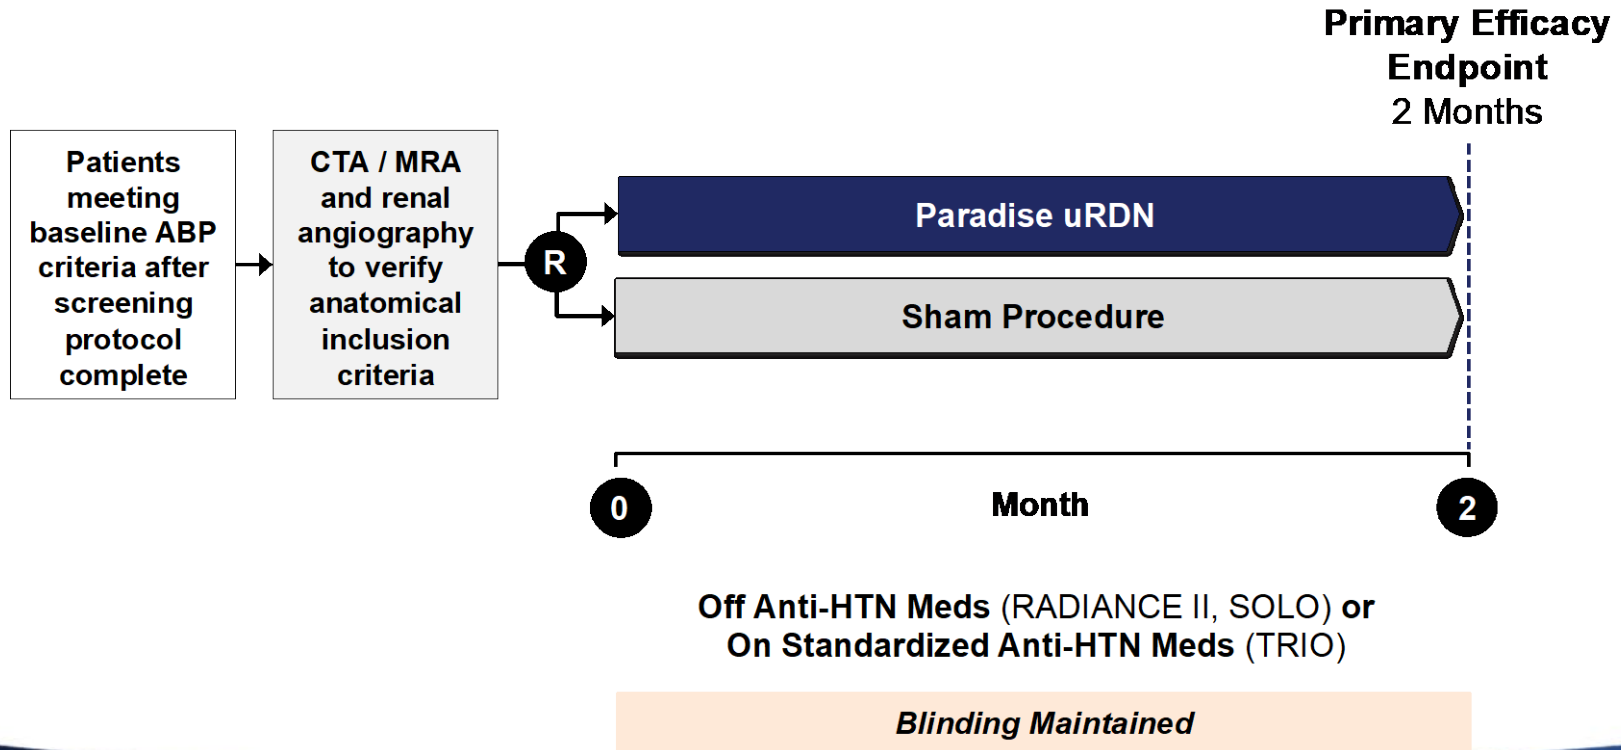 Primary Efficacy
Endpoint
2 Months
Patients
meeting
baseline ABP
criteria after
screening
protocol
complete
CTA / MRA
and renal
angiography
to verify
anatomical
inclusion
criteria
R
Paradise uRDN
Sham Procedure
0
Month
2
Off Anti-HTN Meds (RADIANCE II, SOLO) or
On Standardized Anti-HTN Meds (TRIO)
Blinding Maintained